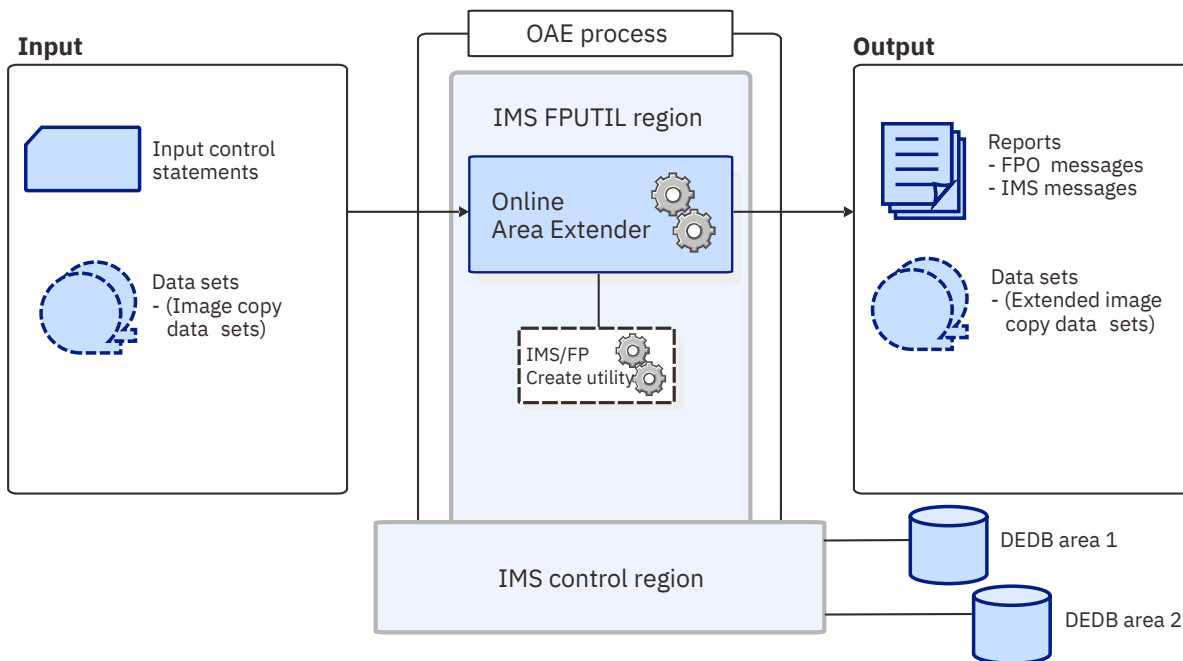 OAE process
Input
Output
IMS FPUTIL region
Input control
statements
Online
Area Extender
Reports
- FPO messages
- IMS messages
Data sets
- (Image copy
data sets)
Data sets
- (Extended image
copy data sets)
IMS/FP
Create utility
IMS control region
DEDB area 1
DEDB area 2